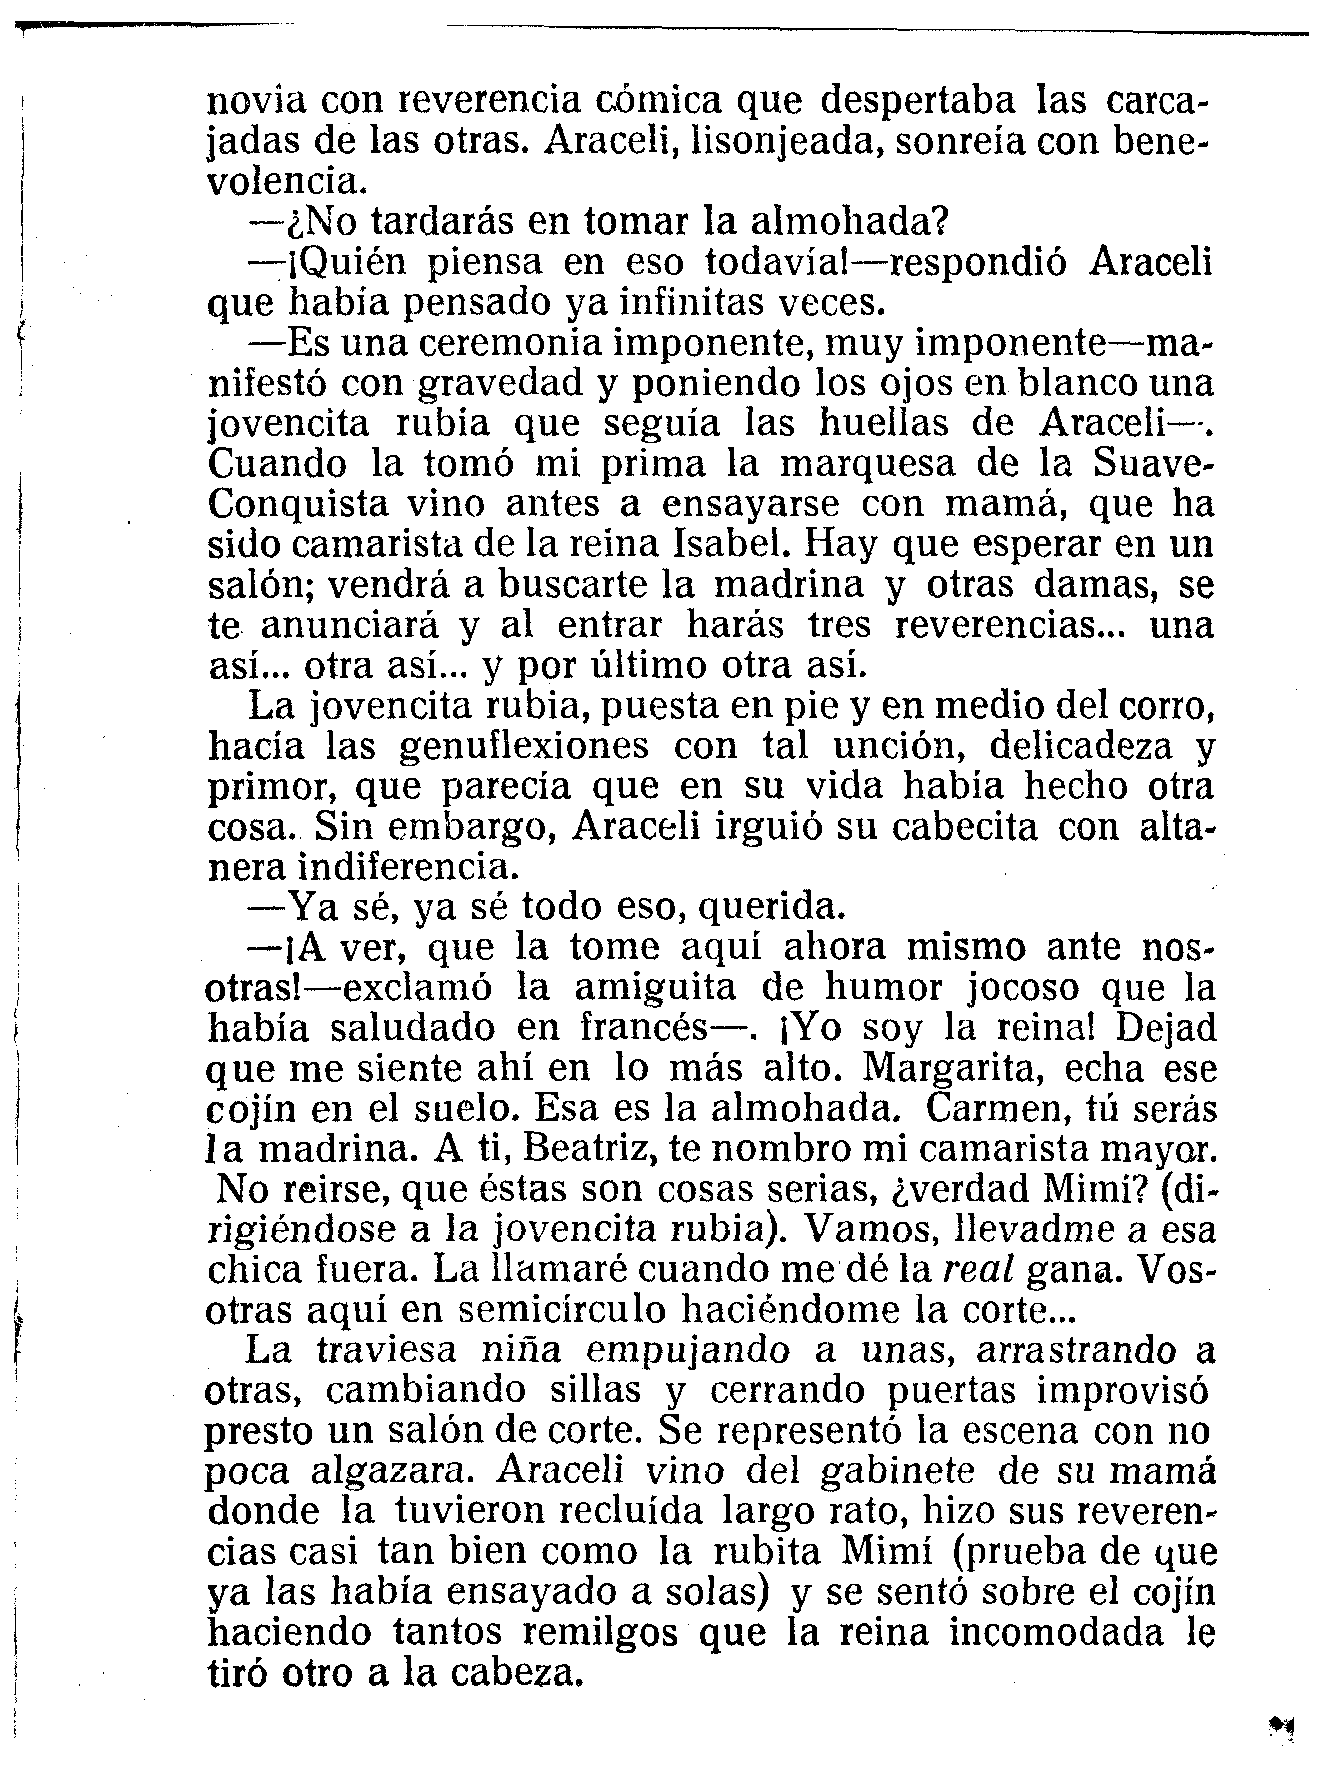 novia con reverencia cómica que despertaba las carca-
jadas de las otras. Araceli, lisonjeada, sonreía con bene-
volencia.
—¿No tardarás en tomar la almohada?
—¡Quién piensa en eso todavía!—respondió Araceli
que había pensado ya infinitas veces.
—Es una ceremonia imponente, muy imponente—ma-
nifestó con gravedad y poniendo los ojos en blanco una
jovencita rubia que seguía las huellas de Araceli—.
Cuando la tomó mi prima la marquesa de la Suave-
Conquista vino antes a ensayarse con mamá, que ha
sido camarista de la reina Isabel. Hay que esperar en un
salón; vendrá a buscarte la madrina y otras damas, se
te anunciará y al entrar harás tres reverencias... una
así... otra así... y por último otra así.
La jovencita rubia, puesta en pie y en medio del corro,
hacía las genuflexiones con tal unción, delicadeza y
primor, que parecía que en su vida había hecho otra
cosa. Sin embargo, Araceli irguió su cabecita con alta-
nera indiferencia.
—Ya sé, ya sé todo eso, querida.
—¡A ver, que la tome aquí ahora mismo ante nos-
otras!—exclamó la amiguita de humor jocoso que la
había saludado en francés—. ¡Yo soy la reina! Dejad
que me siente ahí en lo más alto. Margarita, echa ese
cojín en el suelo. Esa es la almohada. Carmen, tú serás
la madrina. A ti, Beatriz, te nombro mi camarista mayor.
No reirse, que éstas son cosas serias, ¿verdad Mimí? (di-
rigiéndose a la jovencita rubia). Vamos, llevadme a esa
chica fuera. La llamaré cuando me dé la real gana. Vos-
otras aquí en semicírculo haciéndome la corte...
La traviesa niña empujando a unas, arrastrando a
otras, cambiando sillas y cerrando puertas improvisó
presto un salón de corte. Se representó la escena con no
poca algazara. Araceli vino del gabinete de su mamá
donde la tuvieron recluída largo rato, hizo sus reveren-
cias casi tan bien como la rubita Mimí (prueba de que
ya las había ensayado a solas) y se sentó sobre el cojín
haciendo tantos remilgos que la reina incomodada le
tiró otro a la cabeza.